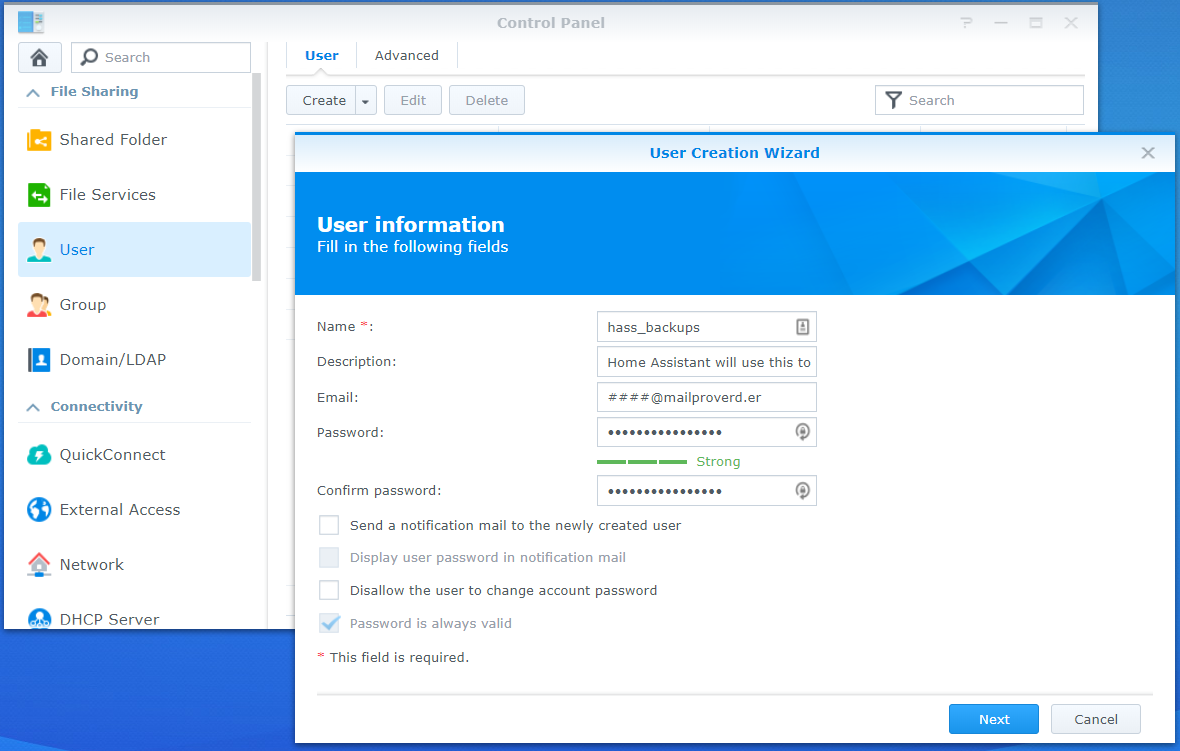 Control Panel
Search
File Sharing
Shared Folder
File Services
User
Group
Domain/LDAP
Connectivity
QuickConnect
External Access
Network
DHCP Server
User Advanced
Create Edit Delete
Search
User Creation Wizard
User information
Fill in the following fields
Name *: hass_backups
Description: Home Assistant will use this to
Email: ####@mailproverd.er
Password: ••••••••••••••••
Strong
Confirm password: ••••••••••••••••
Send a notification mail to the newly created user
Display user password in notification mail
Disallow the user to change account password
Password is always valid
* This field is required.
Next Cancel